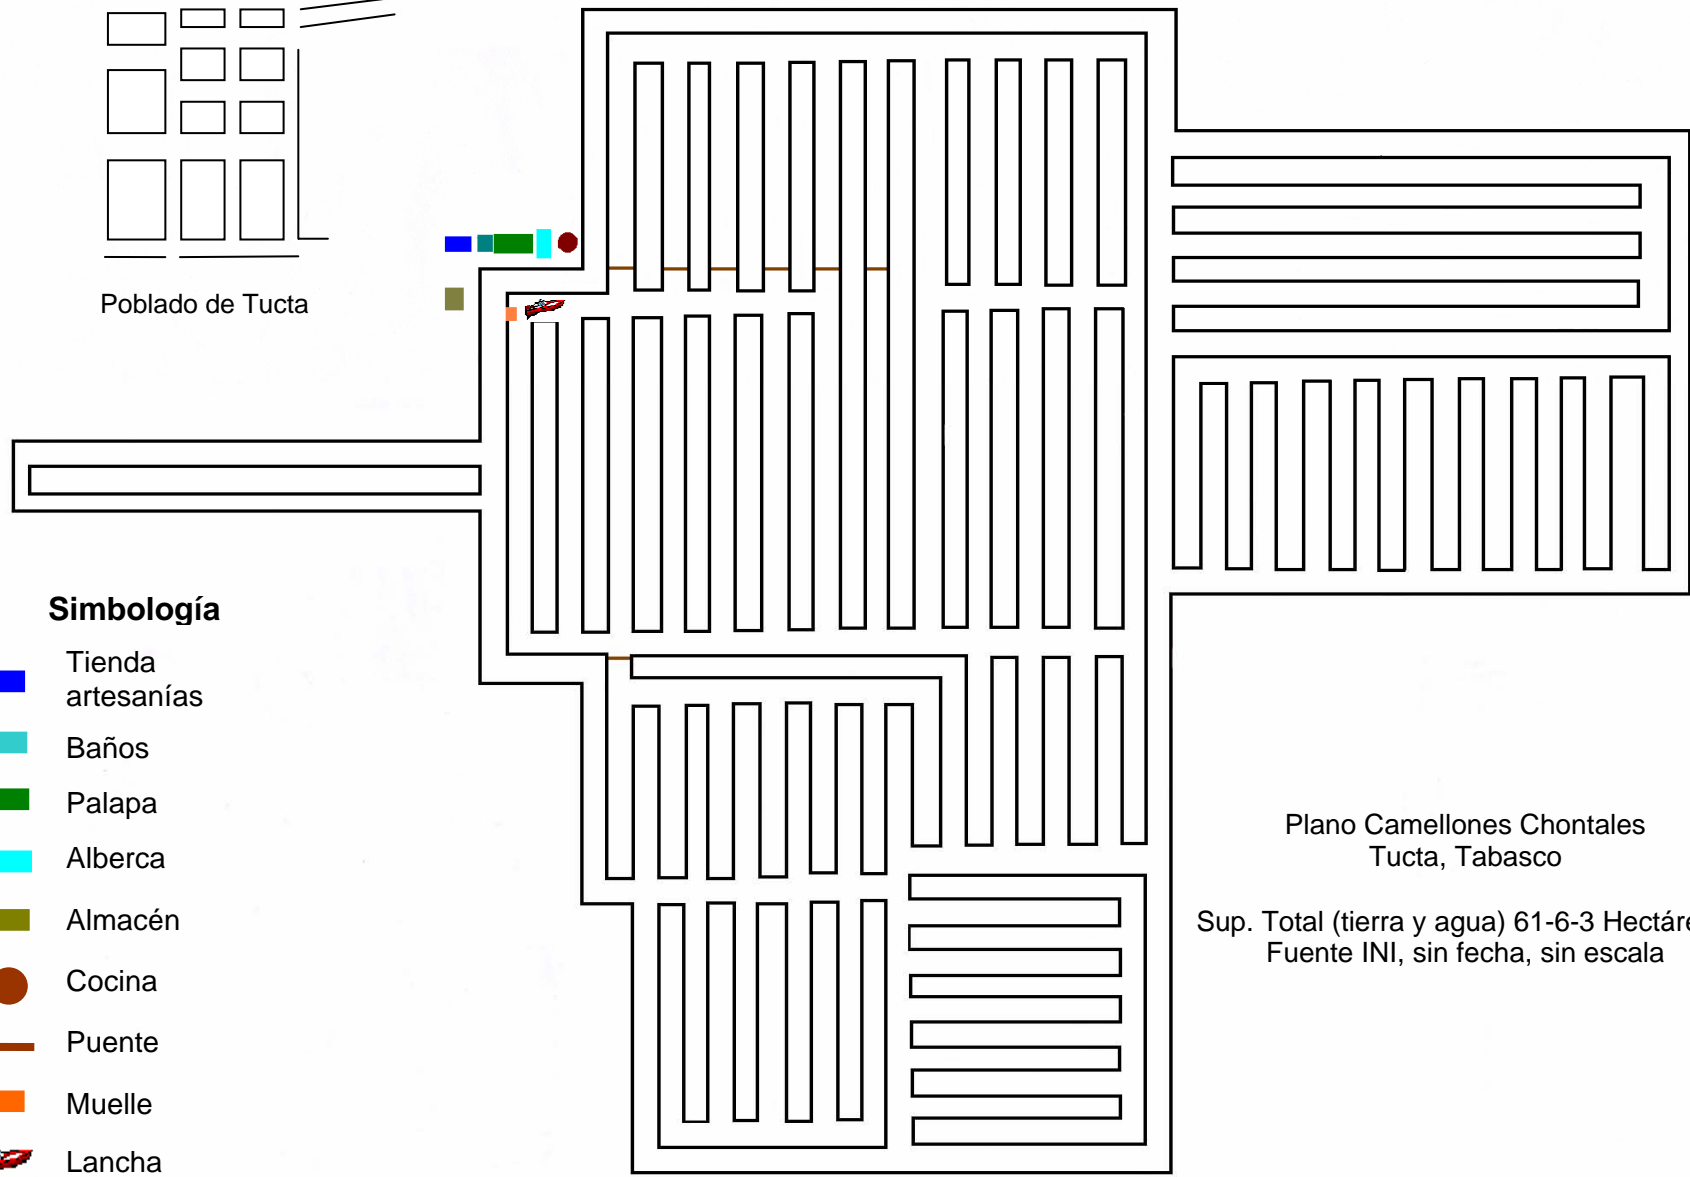 Poblado de Tucta
Simbología
Tienda
artesanías
Baños
Palapa
Alberca
Almacén
Cocina
Puente
Muelle
Lancha
Plano Camellones Chontales
Tucta, Tabasco
Sup. Total (tierra y agua) 61-6-3 Hectáre
Fuente INI, sin fecha, sin escala